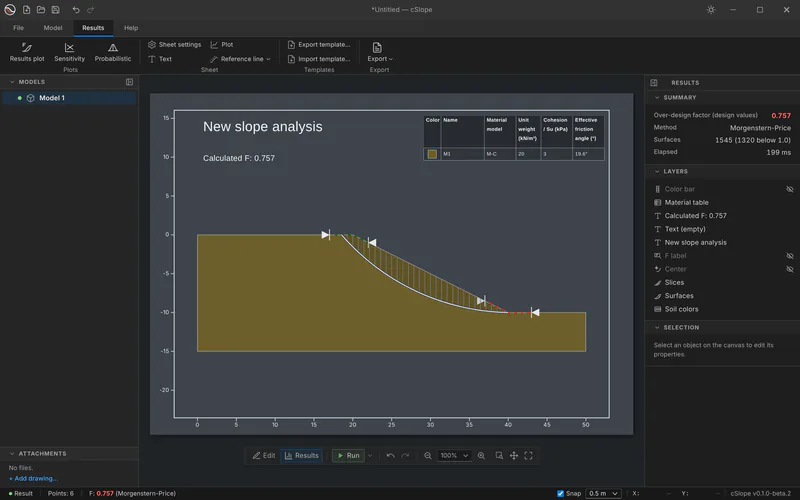 *Untitled — cSlope
File Model Results Help
Results plot Sensitivity Probabilistic
Plots
Sheet settings Plot
Text Reference line
Sheet
Export template...
Import template...
Templates
Export
Export
MODELS
Model 1
ATTACHMENTS
No files.
+ Add drawing...
New slope analysis
Calculated F: 0.757
Color Name Material model Unit weight (kN/m³) Cohesion / Su (kPa) Effective friction angle (°)
M1 M-C 20 3 19.6°
15
10
5
0
-5
-10
-15
-20
0 5 10 15 20 25 30 35 40 45 50
Edit Results Run 100%
RESULTS
SUMMARY
Over-design factor (design values) 0.757
Method Morgenstern-Price
Surfaces 1545 (1320 below 1.0)
Elapsed 199 ms
LAYERS
Color bar
Material table
Calculated F: 0.757
Text (empty)
New slope analysis
F label
Center
Slices
Surfaces
Soil colors
SELECTION
Select an object on the canvas to edit its
properties.
Result Points: 6 F: 0.757 (Morgenstern-Price) Snap 0.5 m X: -- Y: -- cSlope v0.1.0-beta.2